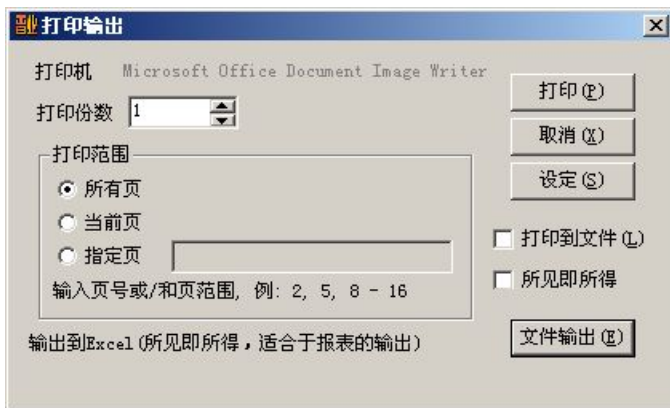 打印输出
打印机 Microsoft Office Document Image Writer
打印份数 1
打印范围
所有页
当前页
指定页
输入页号或/和页范围, 例: 2, 5, 8 - 16
输出到Excel(所见即所得,适合于报表的输出)
打印(P)
取消(X)
设定(S)
打印到文件(L)
所见即所得
文件输出(E)